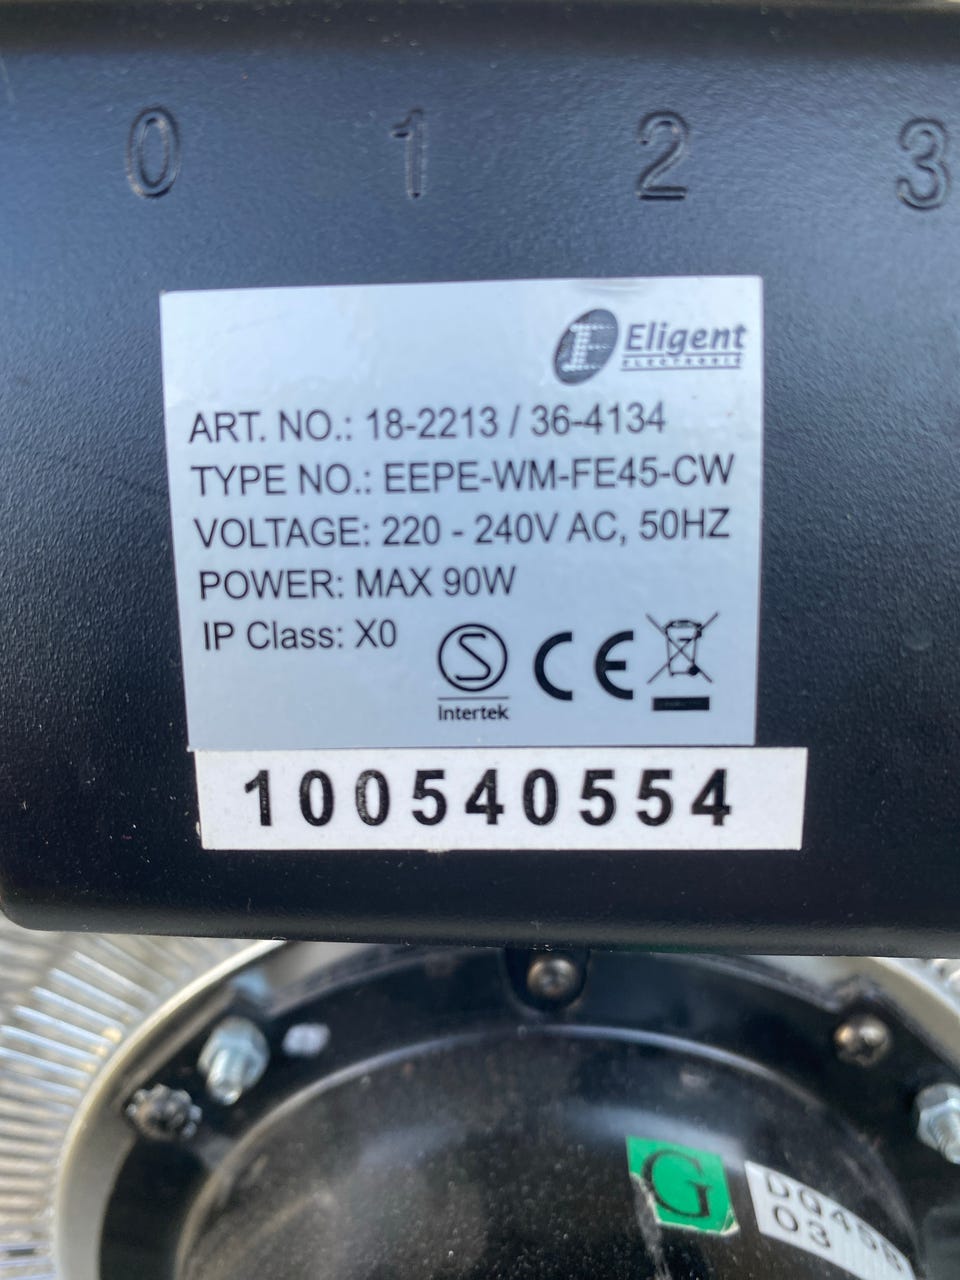 0 1 2 3
Eligent
ELECTRONIC
ART. NO.: 18-2213 / 36-4134
TYPE NO.: EEPE-WM-FE45-CW
VOLTAGE: 220 - 240V AC, 50HZ
POWER: MAX 90W
IP Class: X0
S
CE
Intertek
100540554
G
03